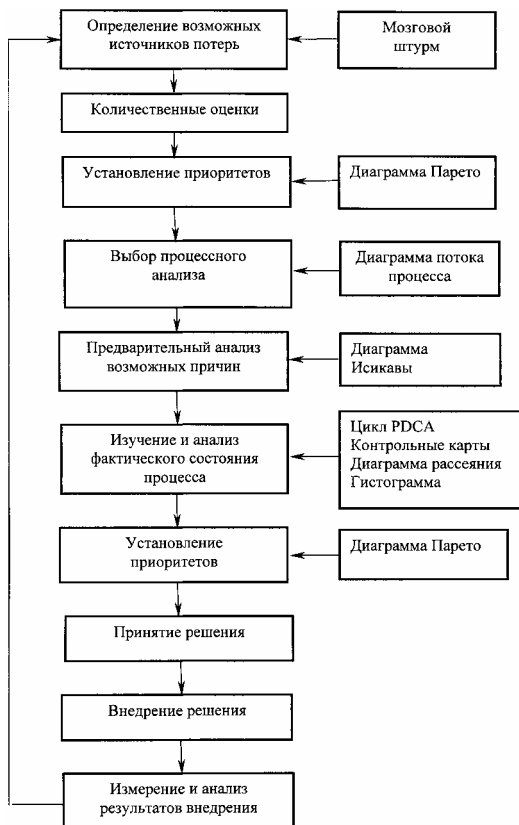 Определение возможных
источников потерь
Мозговой
штурм
Количественные оценки
Установление приоритетов
Диаграмма Парето
Выбор процессного
анализа
Диаграмма потока
процесса
Предварительный анализ
возможных причин
Диаграмма
Исикавы
Изучение и анализ
фактического состояния
процесса
Цикл PDCA
Контрольные карты
Диаграмма рассеяния
Гистограмма
Установление
приоритетов
Диаграмма Парето
Принятие решения
Внедрение решения
Измерение и анализ
результатов внедрения